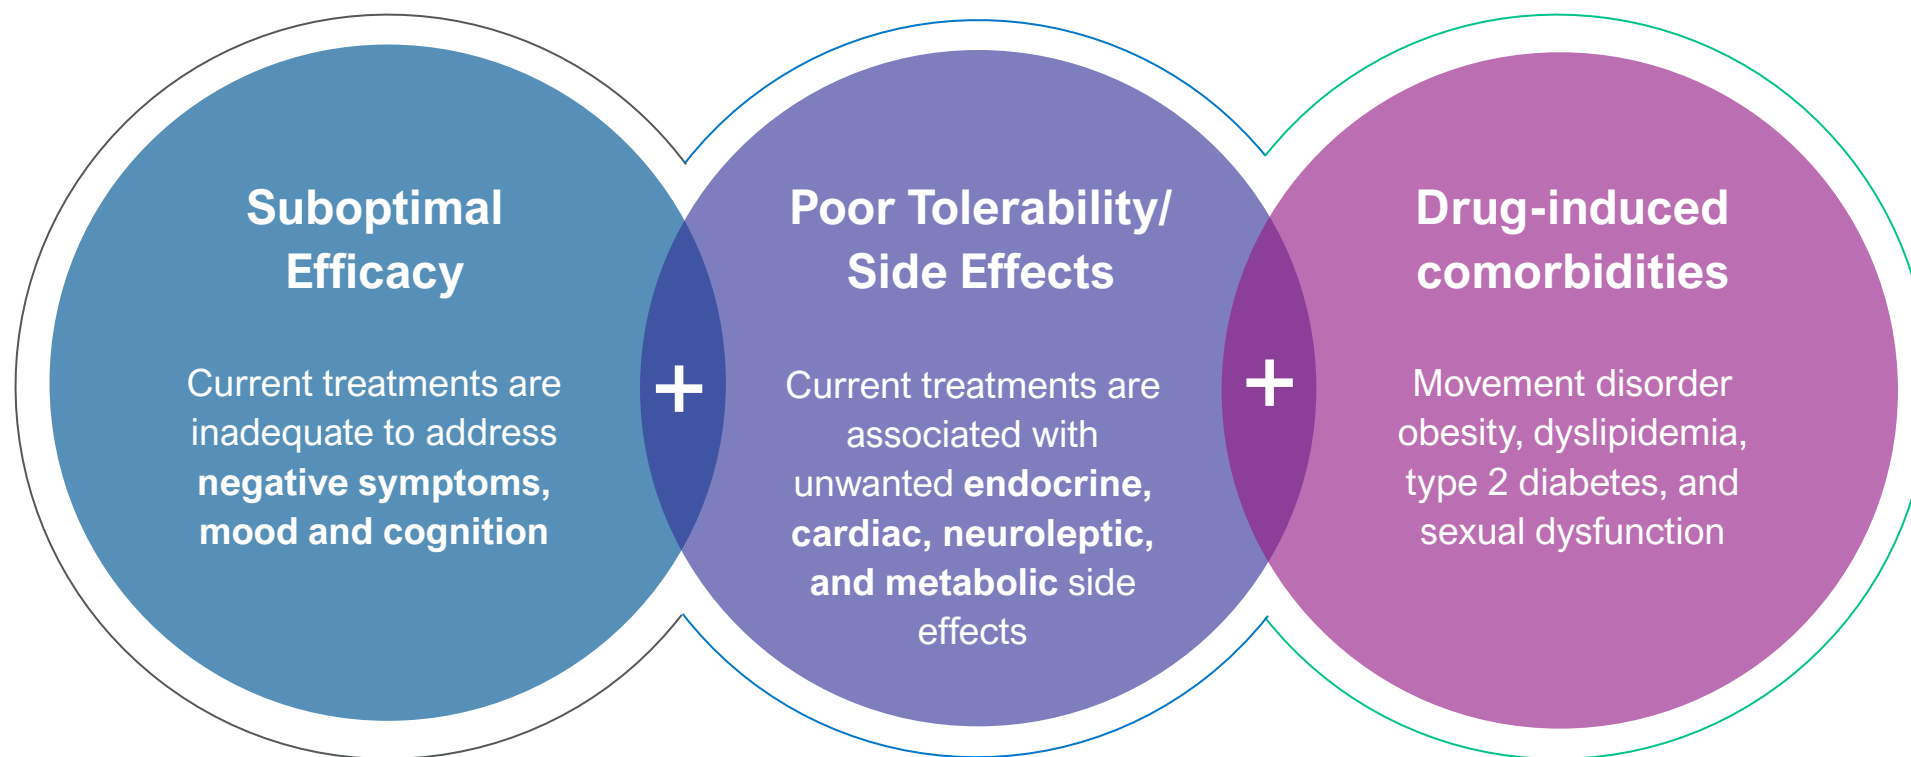 Suboptimal
Efficacy
Current treatments are
inadequate to address
negative symptoms,
mood and cognition
+
Poor Tolerability/
Side Effects
Current treatments are
associated with
unwanted endocrine,
cardiac, neuroleptic,
and metabolic side
effects
+
Drug-induced
comorbidities
Movement disorder
obesity, dyslipidemia,
type 2 diabetes, and
sexual dysfunction